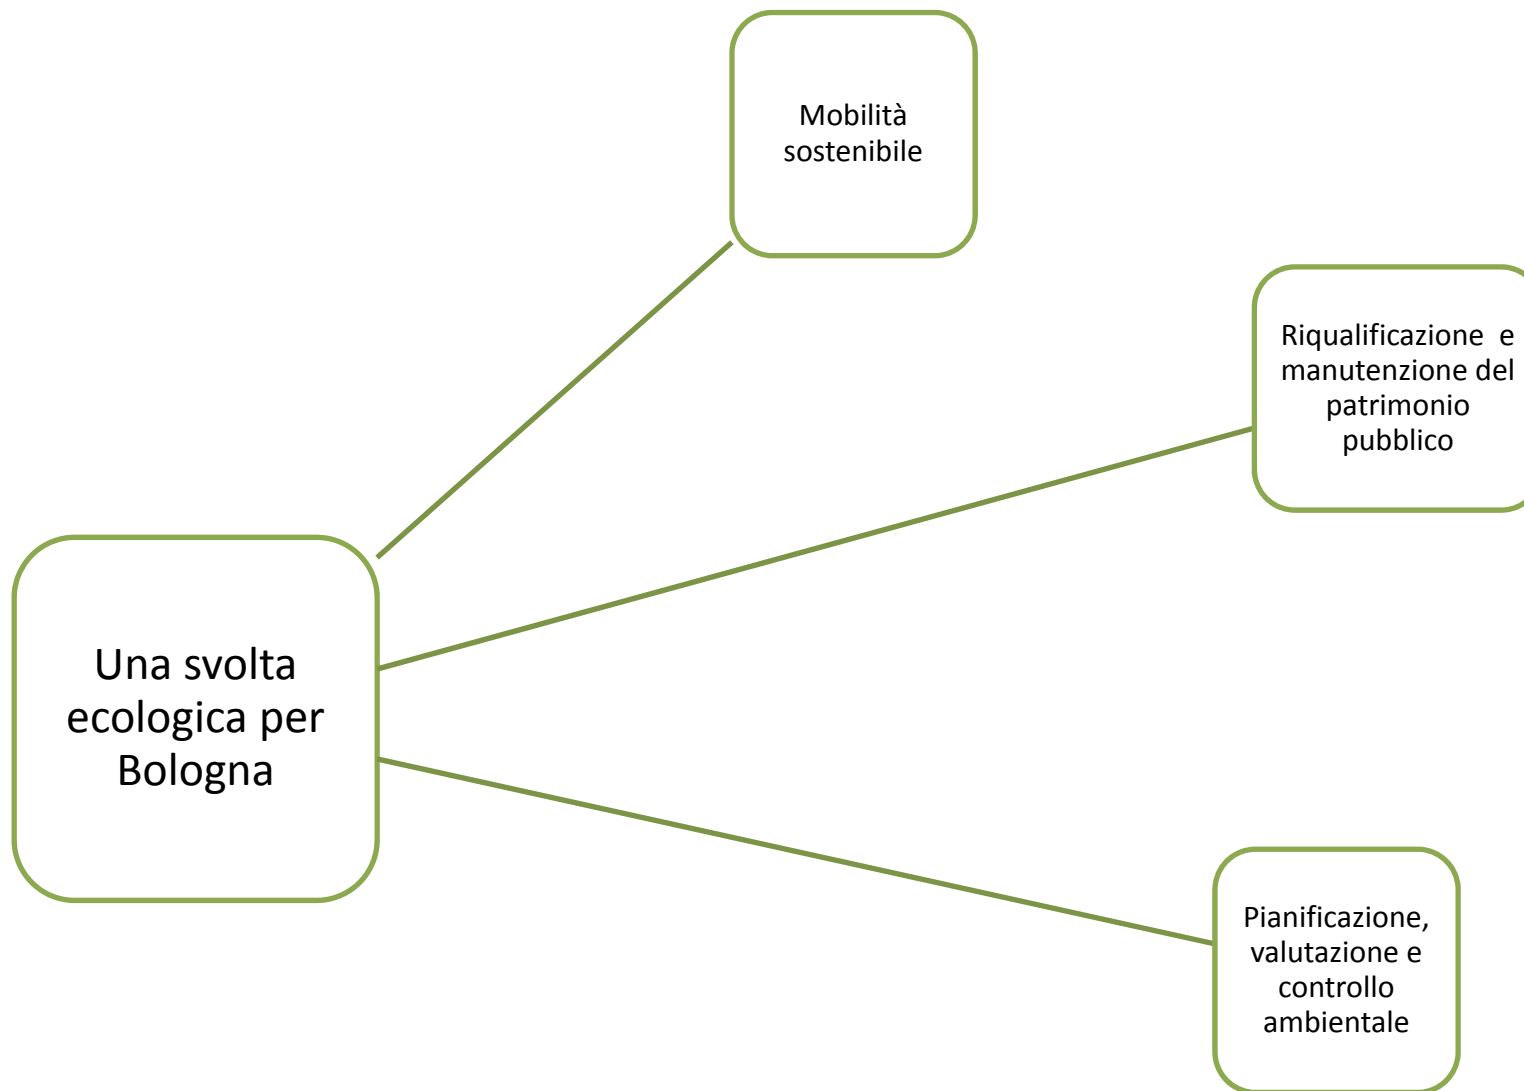 Mobilità
sostenibile
Riqualificazione e
manutenzione del
patrimonio
pubblico
Una svolta
ecologica per
Bologna
Pianificazione,
valutazione e
controllo
ambientale